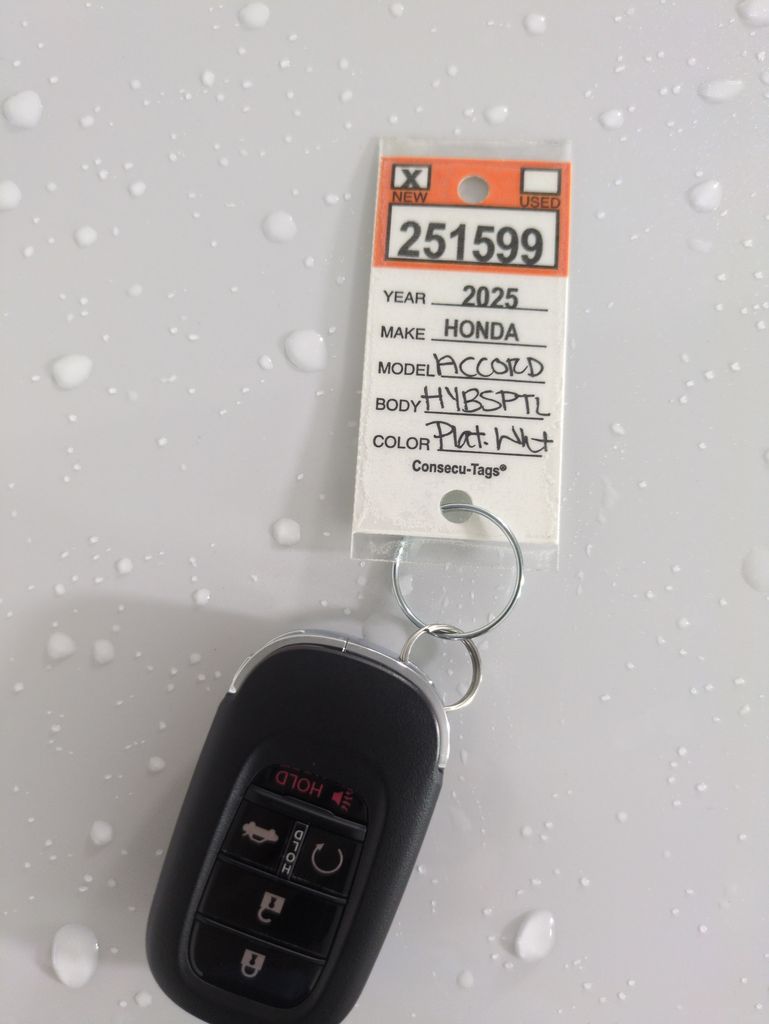 X
NEW USED
251599
YEAR 2025
MAKE HONDA
MODEL ACCORD
BODY HYBSPTL
COLOR Plat. Wht
Consecu-Tags®
HOLD
HOLD